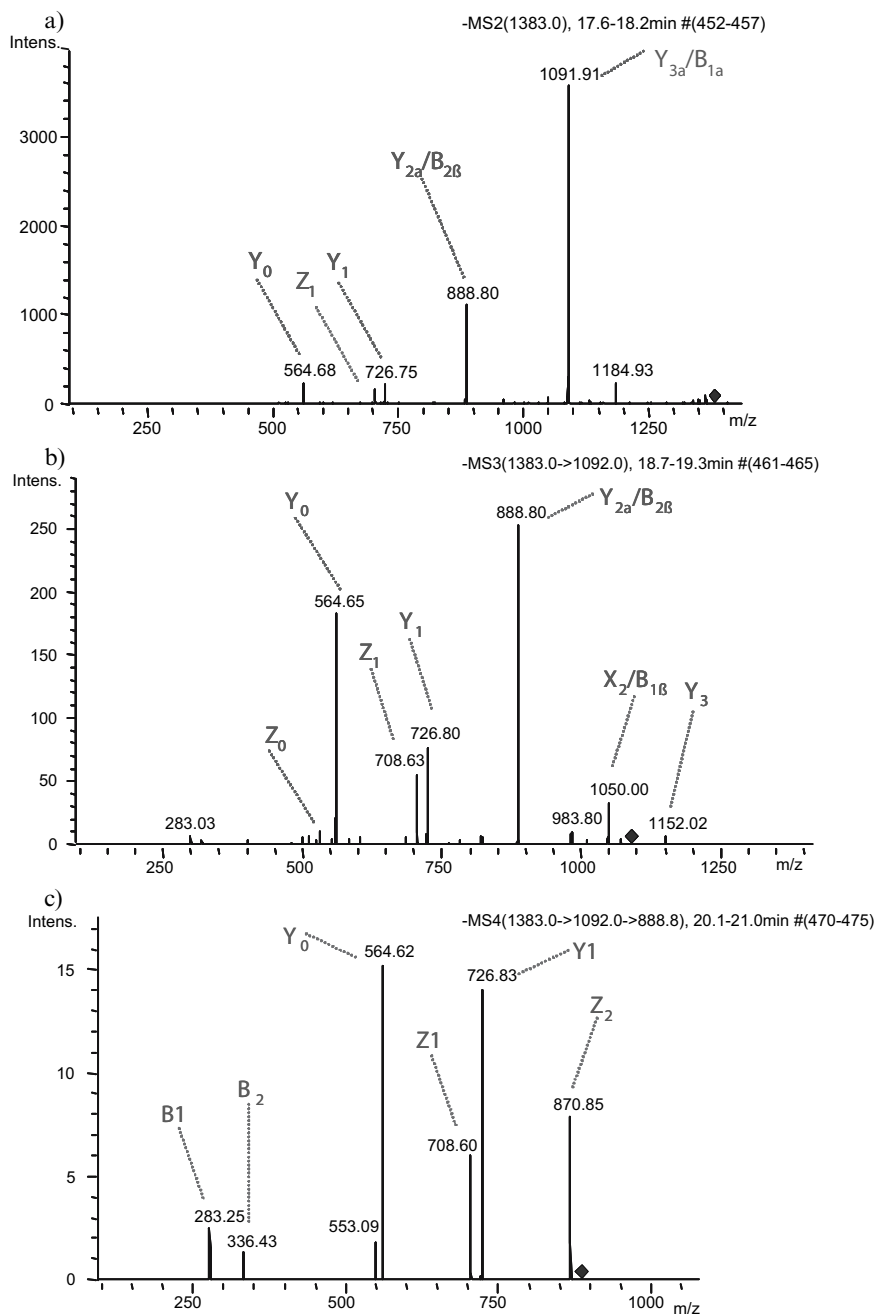 a)
-MS2(1383.0), 17.6-18.2min #(452-457)
Intens.
1091.91
Y3a/B1a
3000
Y2a/B2ß
2000
Y0
Z1
Y1
888.80
1000
564.68
726.75
1184.93
0
250
500
750
1000
1250
m/z
b)
-MS3(1383.0->1092.0), 18.7-19.3min #(461-465)
Intens.
Y0
888.80
Y2a/B2ß
250
564.65
200
Y1
Z1
150
X2/B1ß
Y3
Z0
726.80
100
708.63
50
1050.00
283.03
983.80
1152.02
0
250
500
750
1000
1250
m/z
c)
-MS4(1383.0->1092.0->888.8), 20.1-21.0min #(470-475)
Intens.
Y0
564.62
726.83
Y1
15
Z2
Z1
10
B2
870.85
B1
708.60
5
283.25
336.43
553.09
0
250
500
750
1000
m/z